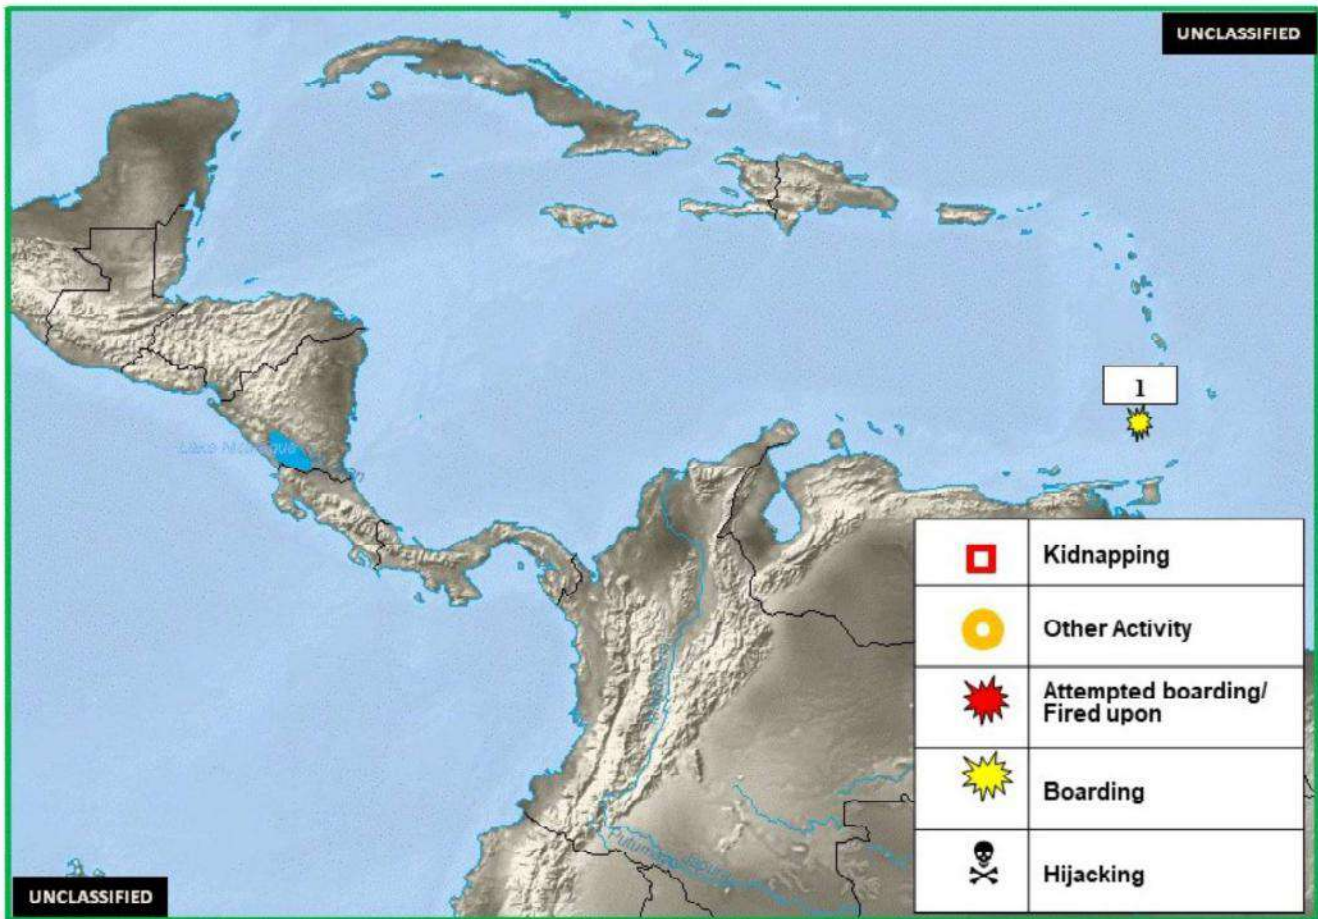 UNCLASSIFIED
1
Kidnapping
Other Activity
Attempted boarding/
Fired upon
Boarding
Hijacking
UNCLASSIFIED